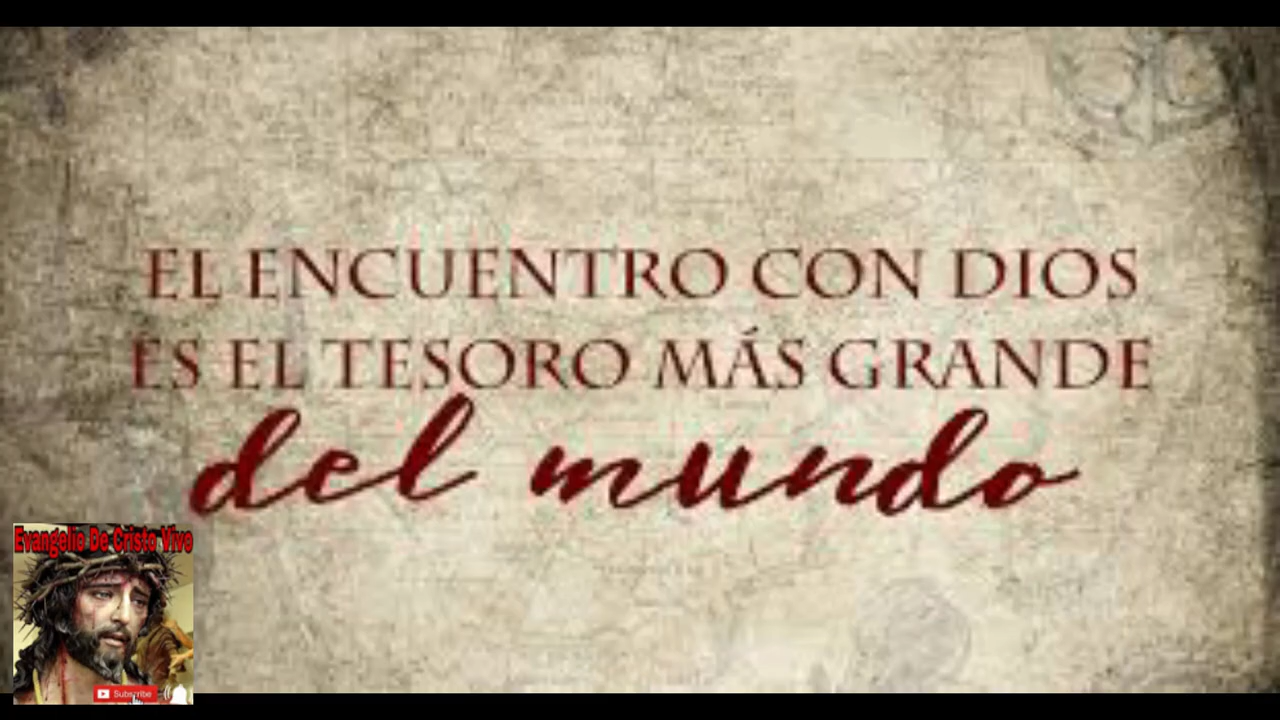 EL ENCUENTRO CON DIOS
ES EL TESORO MÁS GRANDE
del mundo
Evangelio De Cristo Vivo
Subscribe